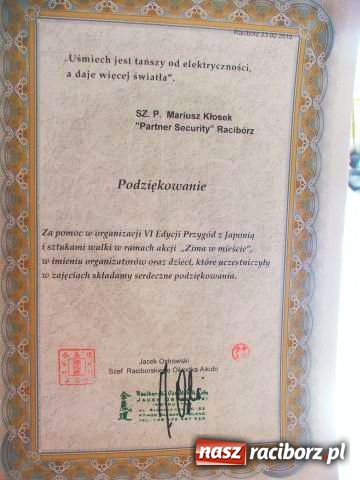 Racibórz 23.02.2010
„Uśmiech jest tańszy od elektryczności,
a daje więcej światła”.
SZ. P. Mariusz Kłosek
"Partner Security" Racibórz
Podziękowanie
Za pomoc w organizacji VI Edycji Przygód z Japonią
i sztukami walki w ramach akcji „Zima w mieście”,
w imieniu organizatorów oraz dzieci, które uczestniczyły
w zajęciach składamy serdeczne podziękowania.
Jacek Ostrowski
Szef Raciborskiego Ośrodka Aikido
nasz raciborz.pl